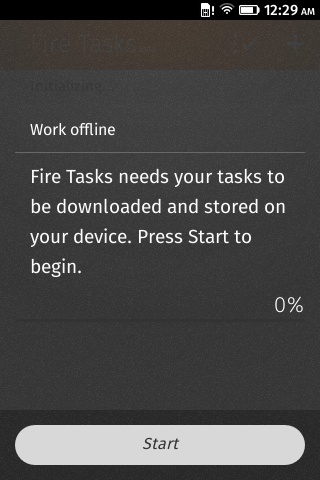 12:29 AM
Fire Tasks...
Initializing...
Work offline
Fire Tasks needs your tasks to
be downloaded and stored on
your device. Press Start to
begin.
0%
Start